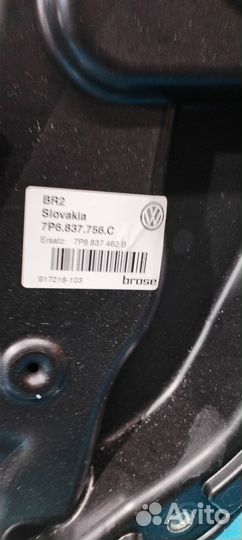 BR2
Slovakia
7P6.837.756.C
Ersatz: 7P6.837.462 B
917218-103
brose
Avito